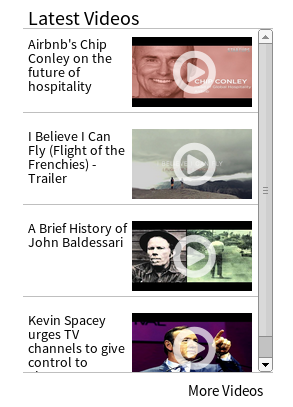 Latest Videos
Airbnb's Chip
Conley on the
future of
hospitality
CHIP CONLEY
I Believe I Can
Fly (Flight of the
Frenchies) -
Trailer
A Brief History of
John Baldessari
Kevin Spacey
urges TV
channels to give
control to
More Videos